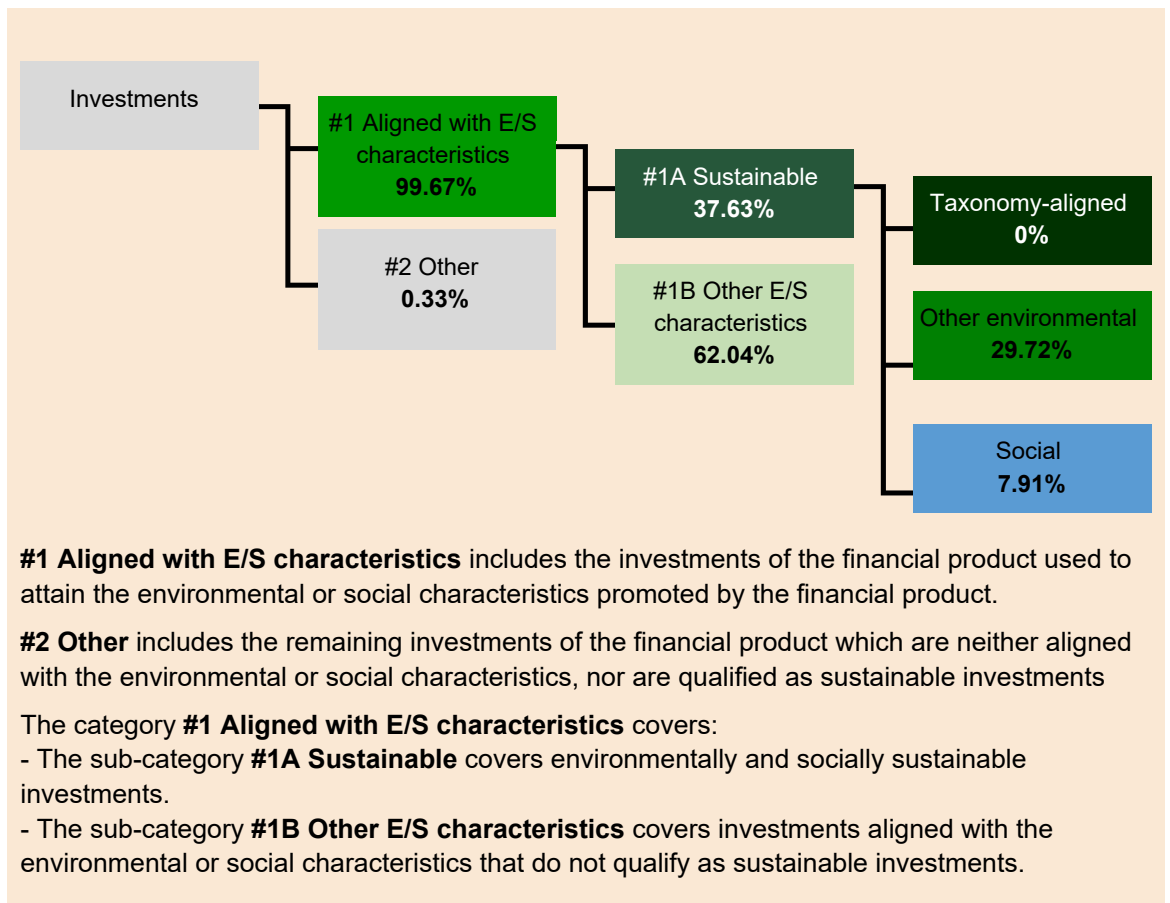 Investments
#1 Aligned with E/S
characteristics
99.67%
#2 Other
0.33%
#1A Sustainable
37.63%
#1B Other E/S
characteristics
62.04%
Taxonomy-aligned
0%
Other environmental
29.72%
Social
7.91%
#1 Aligned with E/S characteristics includes the investments of the financial product used to
attain the environmental or social characteristics promoted by the financial product.
#2 Other includes the remaining investments of the financial product which are neither aligned
with the environmental or social characteristics, nor are qualified as sustainable investments
The category #1 Aligned with E/S characteristics covers:
- The sub-category #1A Sustainable covers environmentally and socially sustainable
investments.
- The sub-category #1B Other E/S characteristics covers investments aligned with the
environmental or social characteristics that do not qualify as sustainable investments.